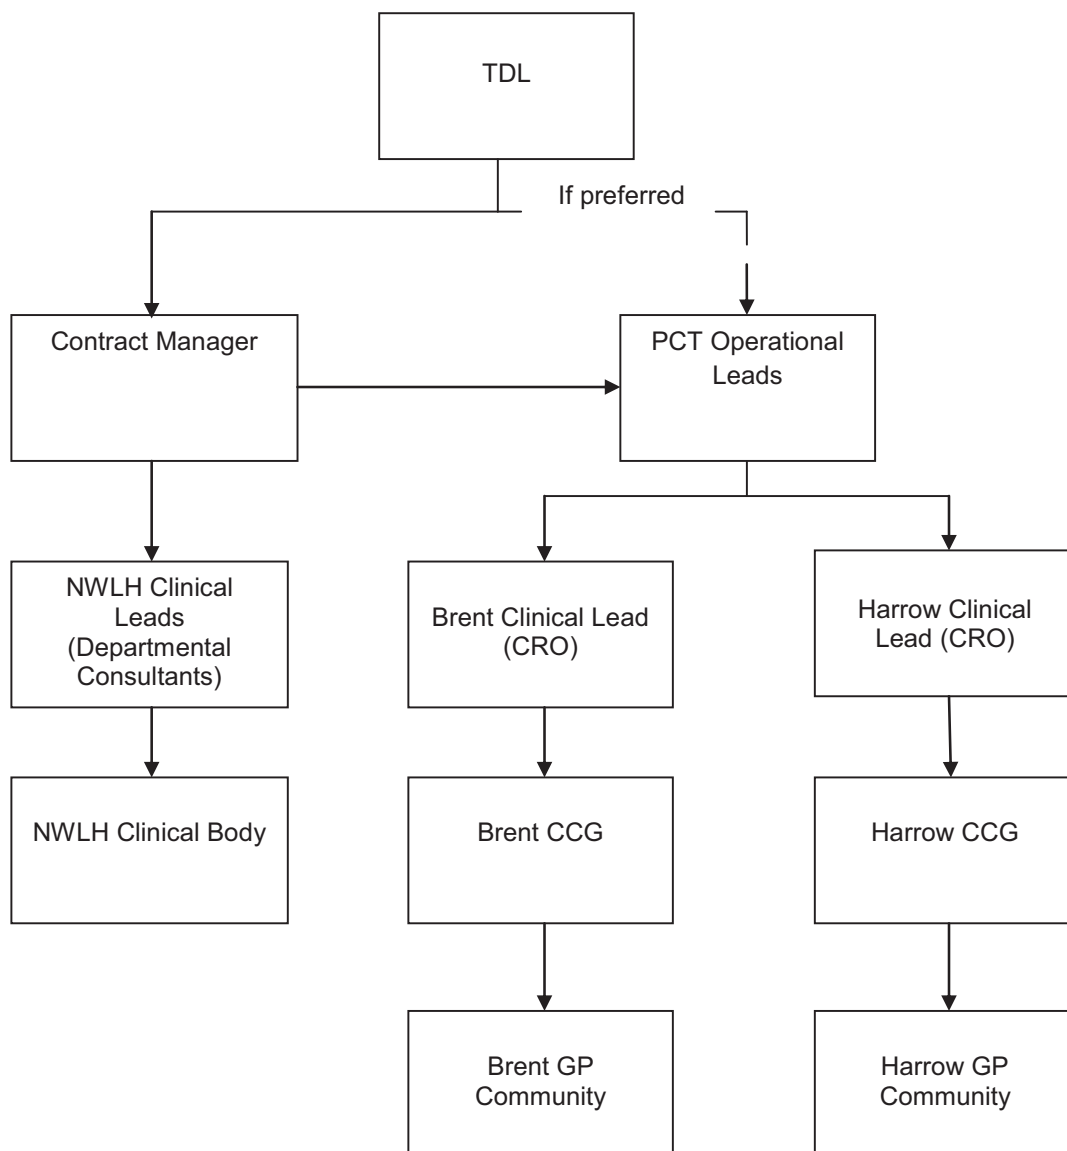 TDL
If preferred
Contract Manager
PCT Operational
Leads
NWLH Clinical
Leads
(Departmental
Consultants)
Brent Clinical Lead
(CRO)
Harrow Clinical
Lead (CRO)
NWLH Clinical Body
Brent CCG
Harrow CCG
Brent GP
Community
Harrow GP
Community